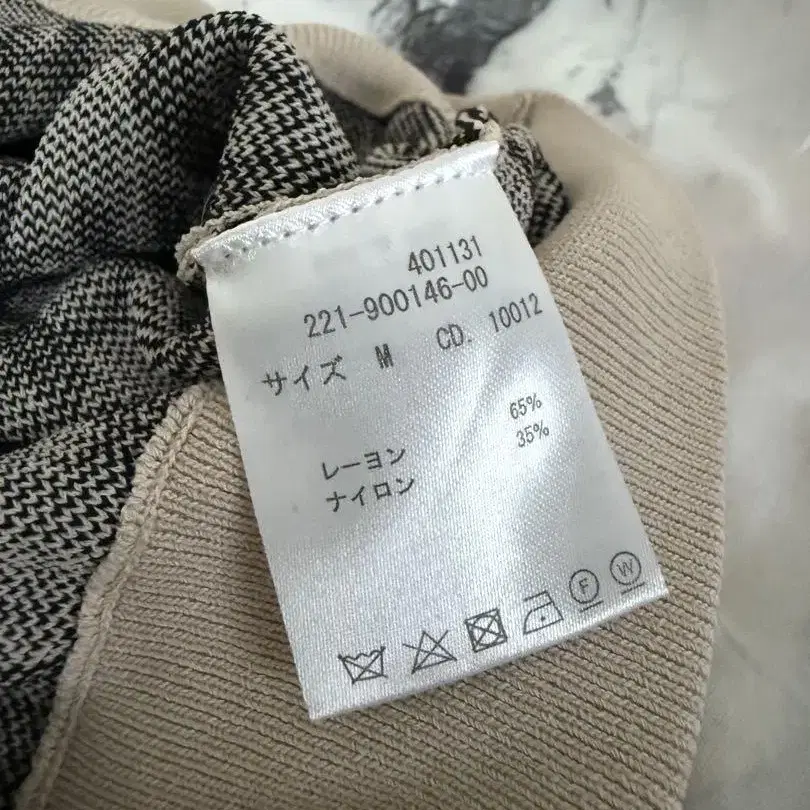 401131
221-900146-00
サイズ M CD. 10012
レーヨン 65%
ナイロン 35%
F W